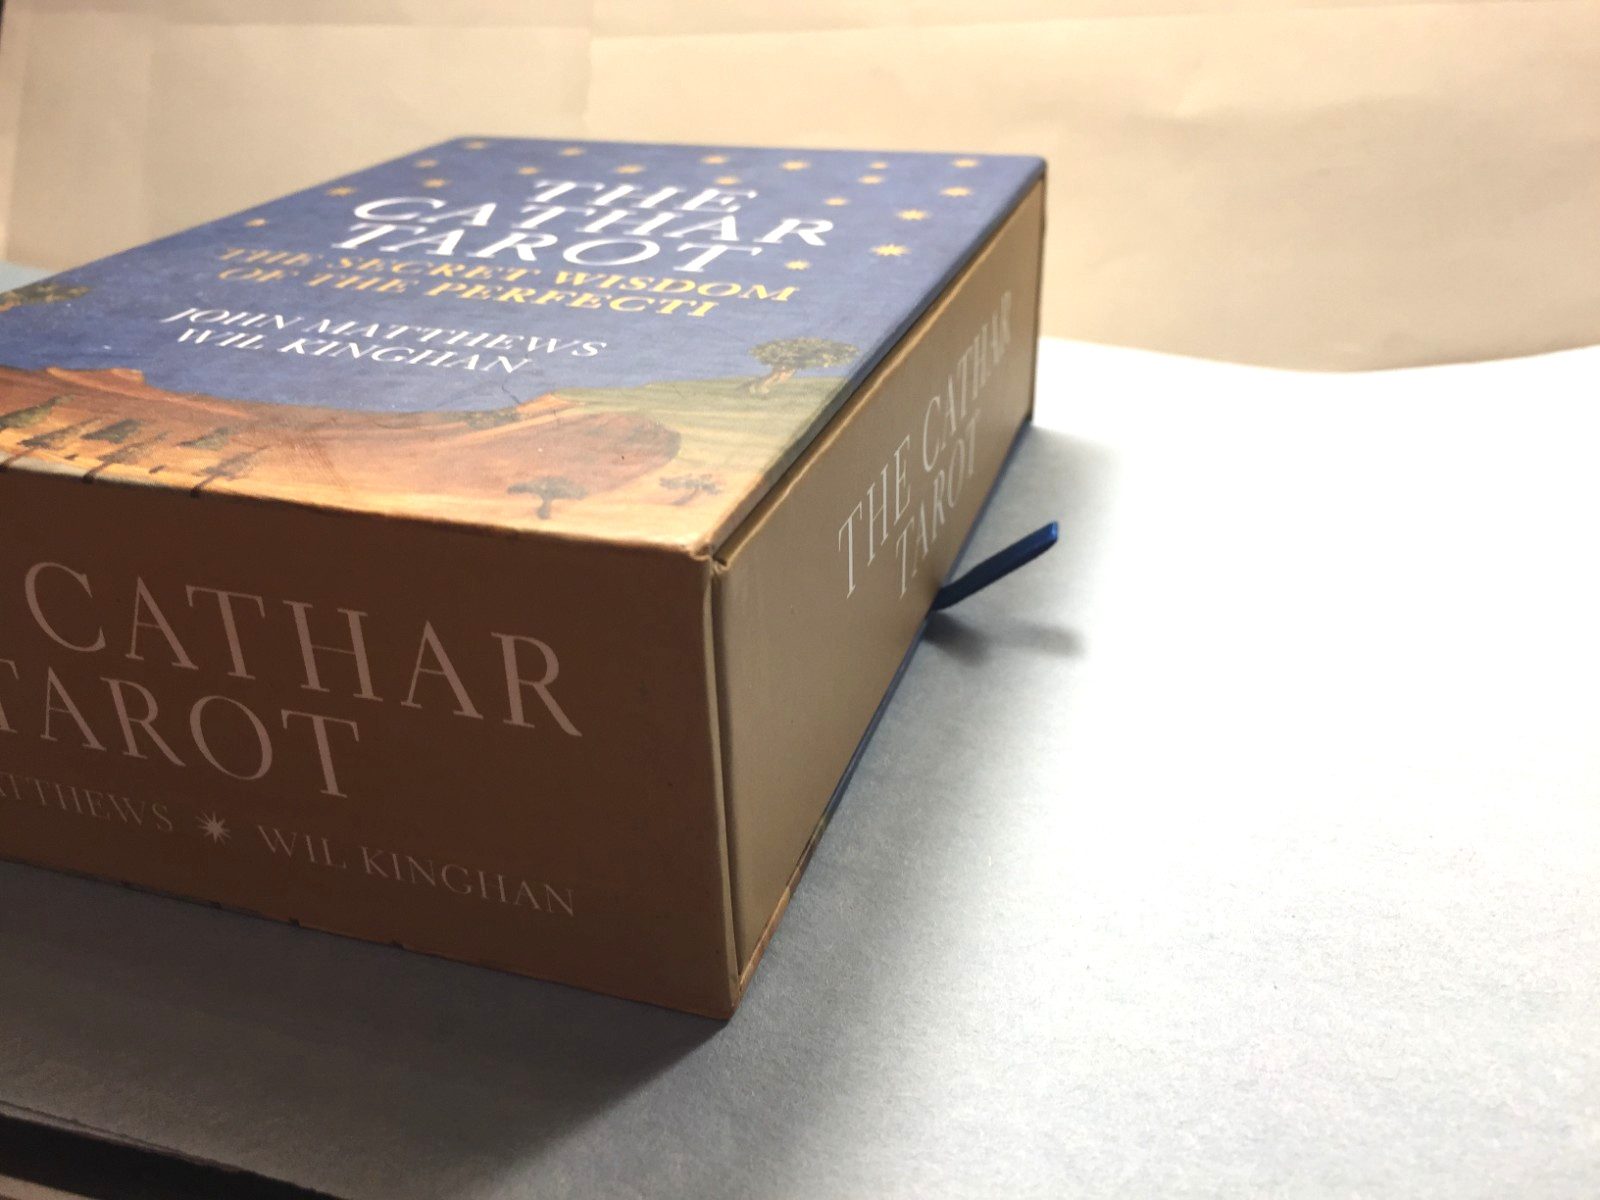 THE
CATHAR
TAROT
THE SECRET WISDOM
OF THE PERFECTI
JOHN MATTHEWS
WIL KINGHAN
CATHAR
TAROT
MATTHEWS WIL KINGHAN
THE CATHAR
TAROT